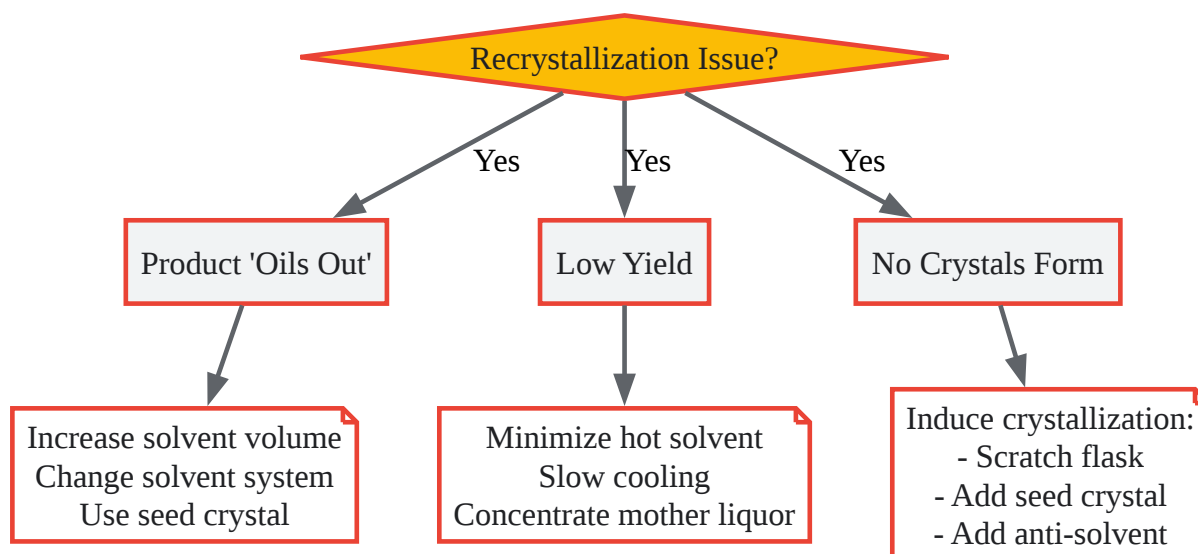 Recrystallization Issue?
Yes
Yes
Yes
Product 'Oils Out'
Low Yield
No Crystals Form
Increase solvent volume
Change solvent system
Use seed crystal
Minimize hot solvent
Slow cooling
Concentrate mother liquor
Induce crystallization:
- Scratch flask
- Add seed crystal
- Add anti-solvent